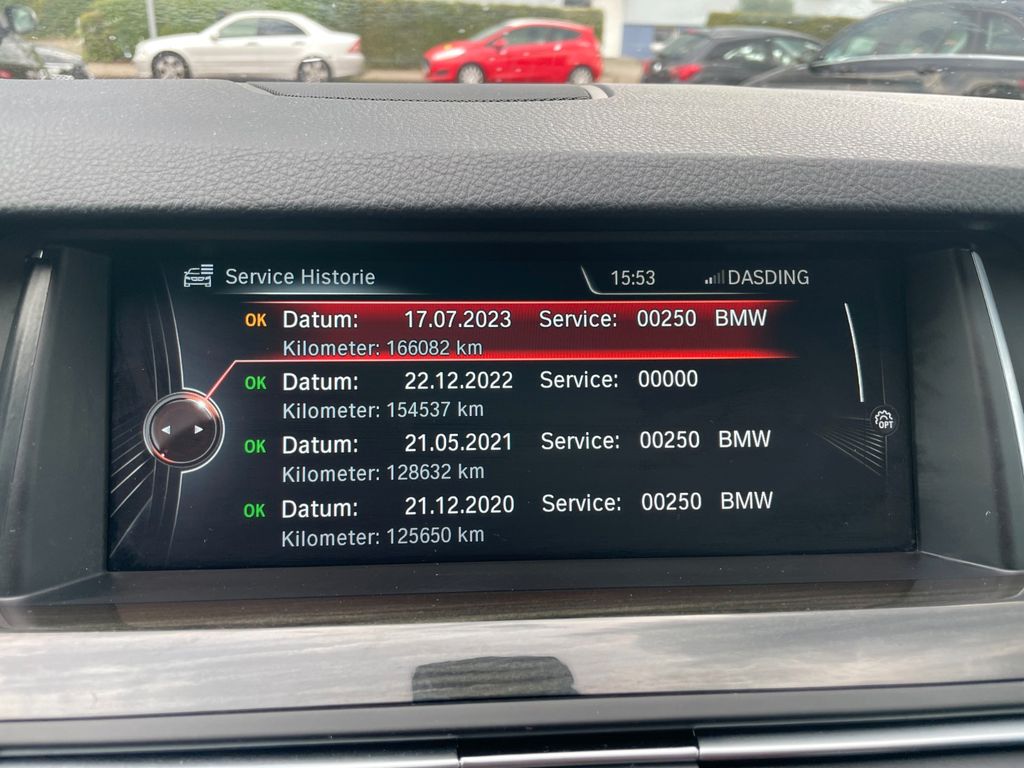 Service Historie 15:53 DASDING
OK Datum: 17.07.2023 Service: 00250 BMW
Kilometer: 166082 km
OK Datum: 22.12.2022 Service: 00000
Kilometer: 154537 km
OPT
OK Datum: 21.05.2021 Service: 00250 BMW
Kilometer: 128632 km
OK Datum: 21.12.2020 Service: 00250 BMW
Kilometer: 125650 km